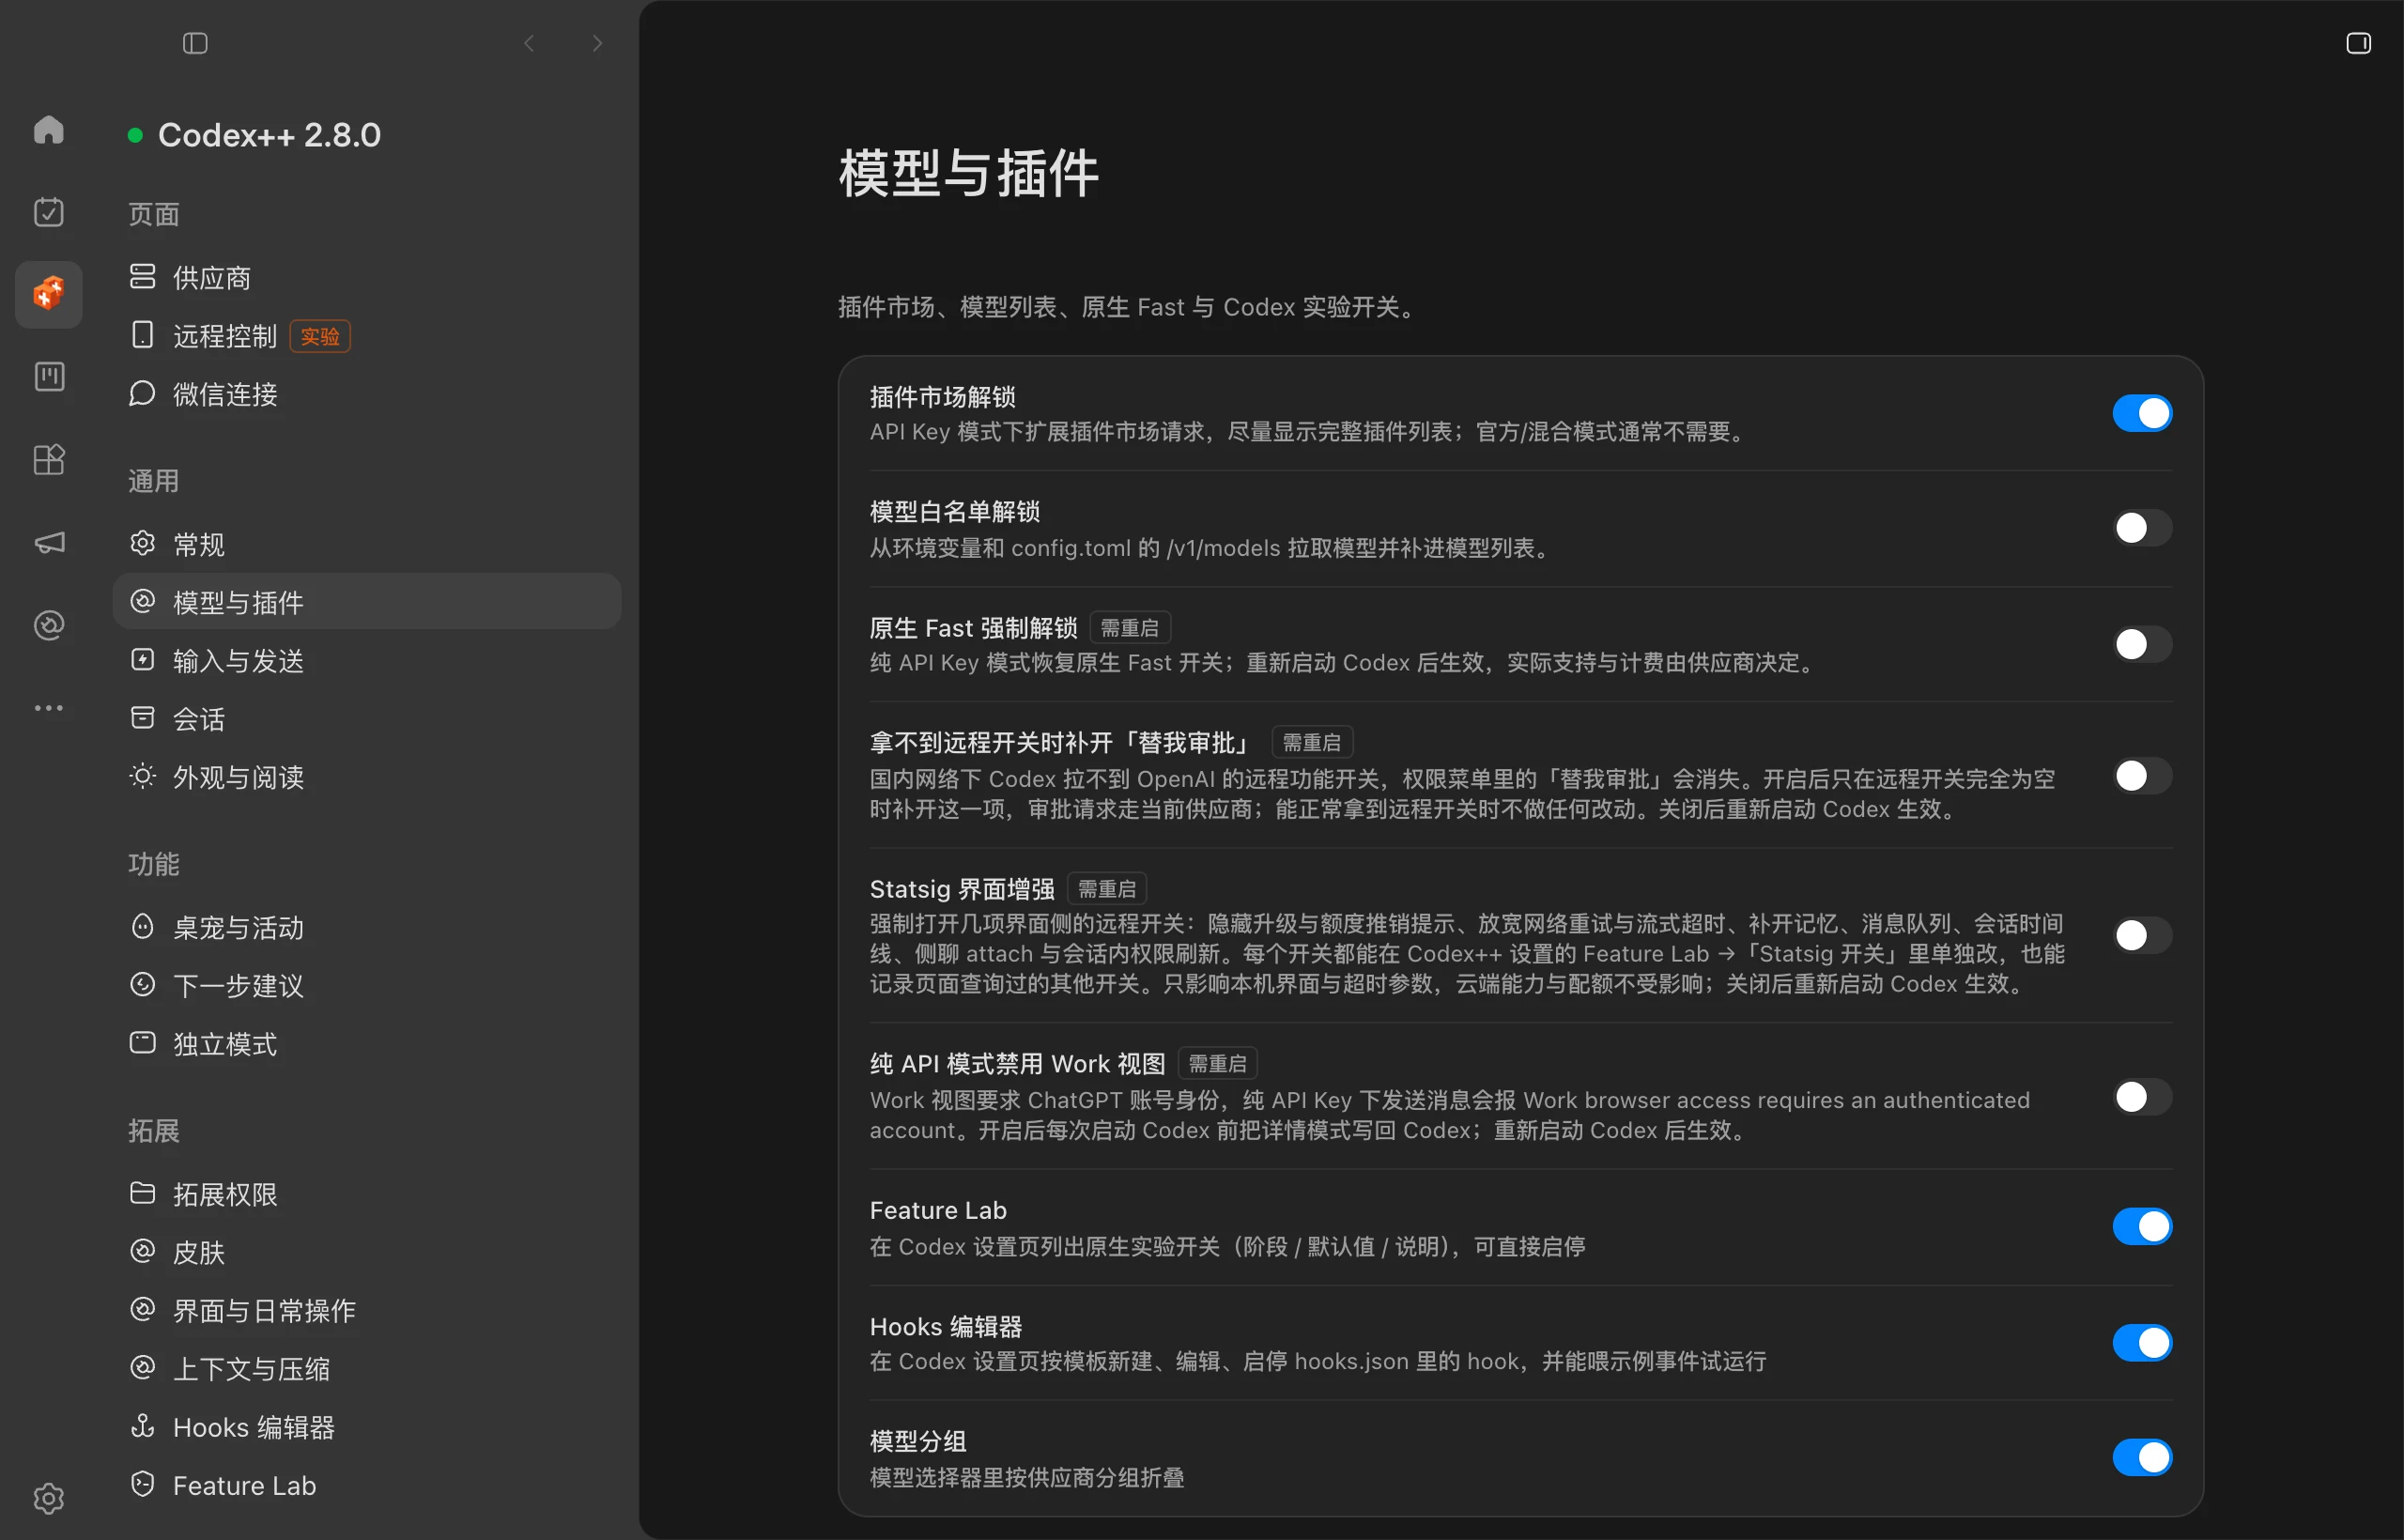 Codex++ 2.8.0
页面
供应商
远程控制 实验
微信连接
通用
常规
模型与插件
输入与发送
会话
外观与阅读
功能
桌宠与活动
下一步建议
独立模式
拓展
拓展权限
皮肤
界面与日常操作
上下文与压缩
Hooks 编辑器
Feature Lab
模型与插件
插件市场、模型列表、原生 Fast 与 Codex 实验开关。
插件市场解锁
API Key 模式下扩展插件市场请求，尽量显示完整插件列表；官方/混合模式通常不需要。
模型白名单解锁
从环境变量和 config.toml 的 /v1/models 拉取模型并补进模型列表。
原生 Fast 强制解锁 需重启
纯 API Key 模式恢复原生 Fast 开关；重新启动 Codex 后生效，实际支持与计费由供应商决定。
拿不到远程开关时补开「替我审批」 需重启
国内网络下 Codex 拉不到 OpenAI 的远程功能开关，权限菜单里的「替我审批」会消失。开启后只在远程开关完全为空
时补开这一项，审批请求走当前供应商；能正常拿到远程开关时不做任何改动。关闭后重新启动 Codex 生效。
Statsig 界面增强 需重启
强制打开几项界面侧的远程开关：隐藏升级与额度推销提示、放宽网络重试与流式超时、补开记忆、消息队列、会话时间
线、侧聊 attach 与会话内权限刷新。每个开关都能在 Codex++ 设置的 Feature Lab →「Statsig 开关」里单独改，也能
记录页面查询过的其他开关。只影响本机界面与超时参数，云端能力与配额不受影响；关闭后重新启动 Codex 生效。
纯 API 模式禁用 Work 视图 需重启
Work 视图要求 ChatGPT 账号身份，纯 API Key 下发送消息会报 Work browser access requires an authenticated
account。开启后每次启动 Codex 前把详情模式写回 Codex；重新启动 Codex 后生效。
Feature Lab
在 Codex 设置页列出原生实验开关（阶段 / 默认值 / 说明），可直接启停
Hooks 编辑器
在 Codex 设置页按模板新建、编辑、启停 hooks.json 里的 hook，并能喂示例事件试运行
模型分组
模型选择器里按供应商分组折叠